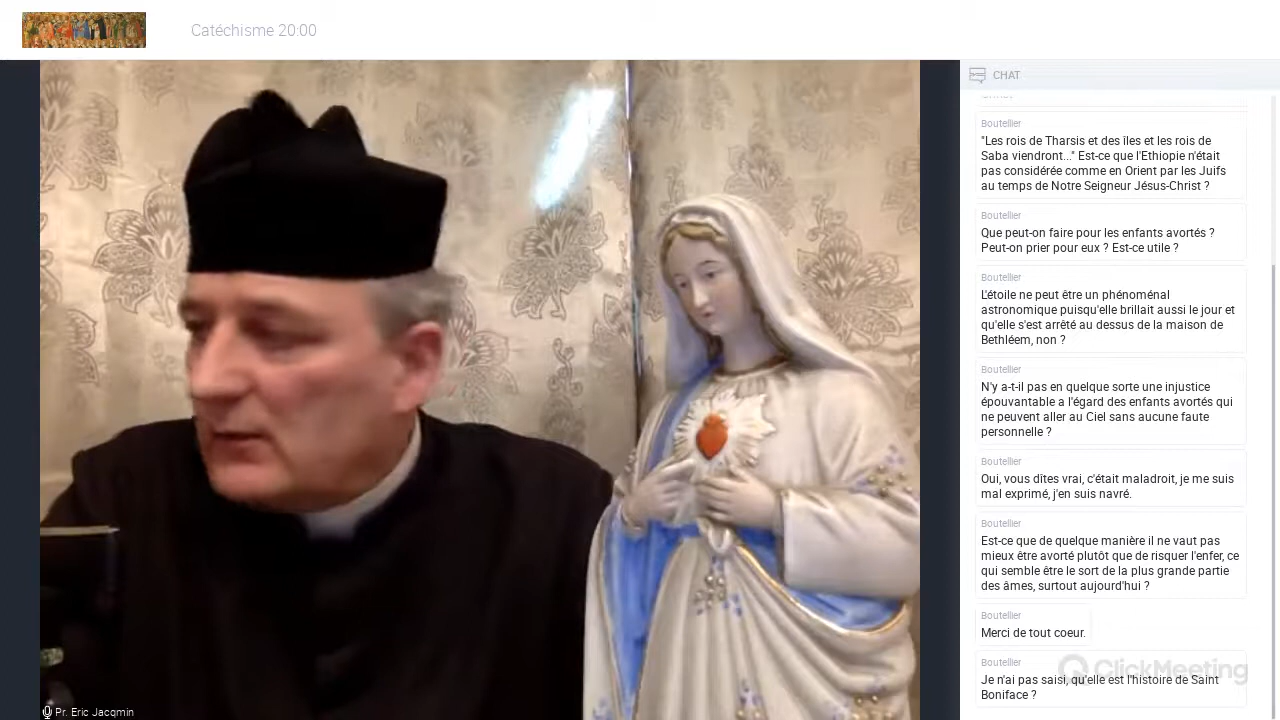 Catéchisme 20:00
CHAT
Boutellier
"Les rois de Tharsis et des îles et les rois de
Saba viendront..." Est-ce que l'Ethiopie n'était
pas considérée comme en Orient par les Juifs
au temps de Notre Seigneur Jésus-Christ ?
Boutellier
Que peut-on faire pour les enfants avortés ?
Peut-on prier pour eux ? Est-ce utile ?
Boutellier
L'étoile ne peut être un phénoménal
astronomique puisqu'elle brillait aussi le jour et
qu'elle s'est arrété au dessus de la maison de
Bethléem, non ?
Boutellier
N'y a-t-il pas en quelque sorte une injustice
épouvantable a l'égard des enfants avortés qui
ne peuvent aller au Ciel sans aucune faute
personnelle ?
Boutellier
Oui, vous dîtes vrai, c'était maladroit, je me suis
mal exprimé, j'en suis navré.
Boutellier
Est-ce que de quelque manière il ne vaut pas
mieux être avorté plutôt que de risquer l'enfer, ce
qui semble être le sort de la plus grande partie
des âmes, surtout aujourd'hui ?
Boutellier
Merci de tout coeur.
Boutellier
ClickMeeting
Je n'ai pas saisi, qu'elle est l'histoire de Saint
Boniface ?
Pr. Eric Jacqmin